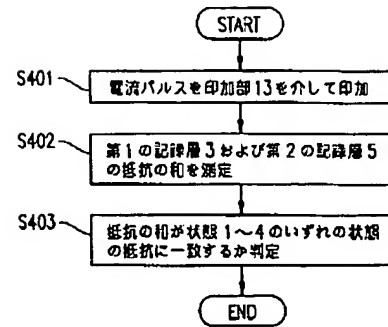 START
S401
電流パルスを印加部13を介して印加
S402
第1の記録層3および第2の記録層5
の抵抗の和を測定
S403
抵抗の和が状態1〜4のいずれの状態
の抵抗に一致するか判定
END